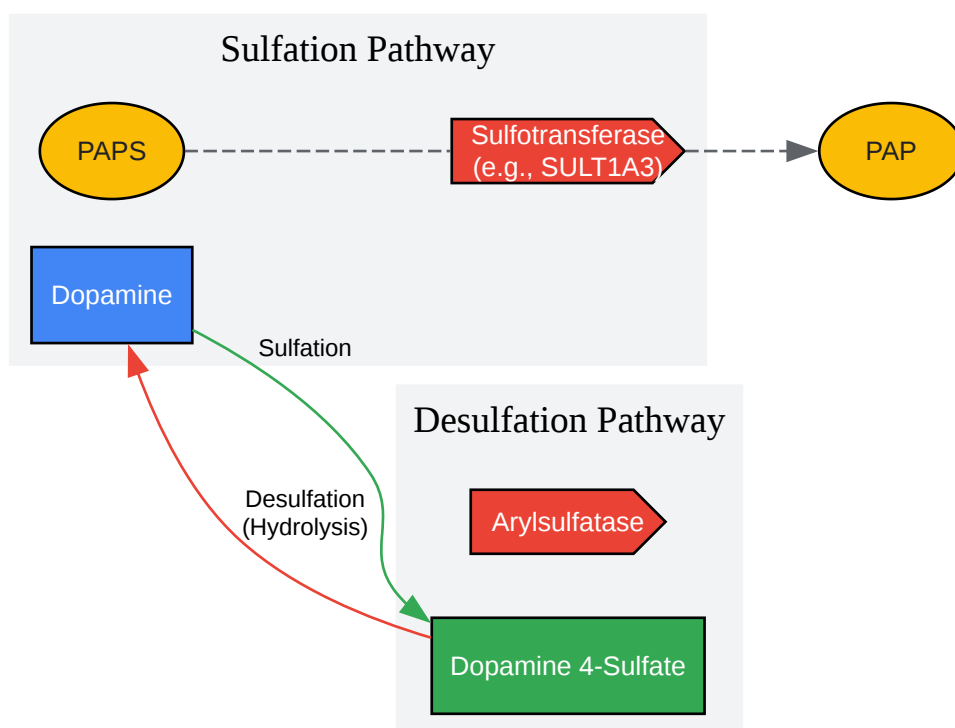 Sulfation Pathway
PAPS
Sulfotransferase
(e.g., SULT1A3)
PAP
Dopamine
Sulfation
Desulfation Pathway
Desulfation
(Hydrolysis)
Arylsulfatase
Dopamine 4-Sulfate